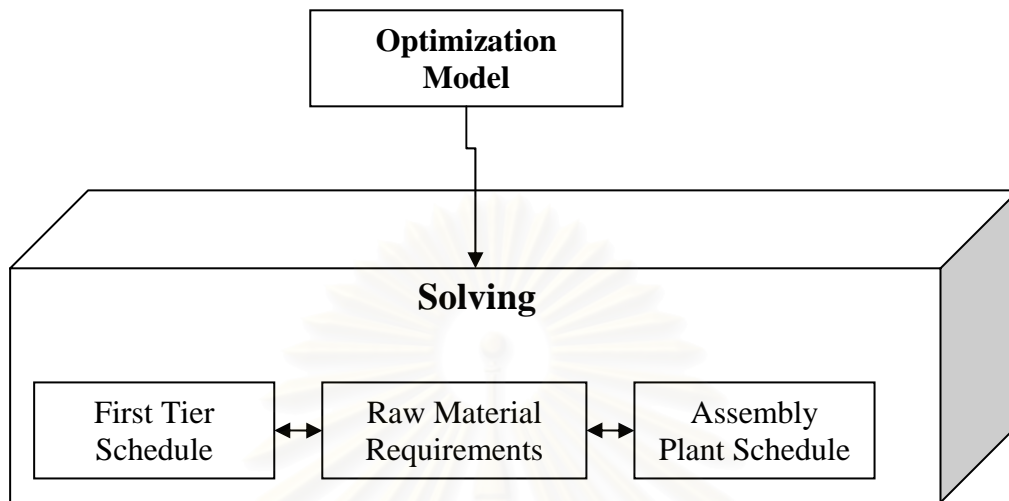 Optimization
Model
Solving
First Tier
Schedule
Raw Material
Requirements
Assembly
Plant Schedule